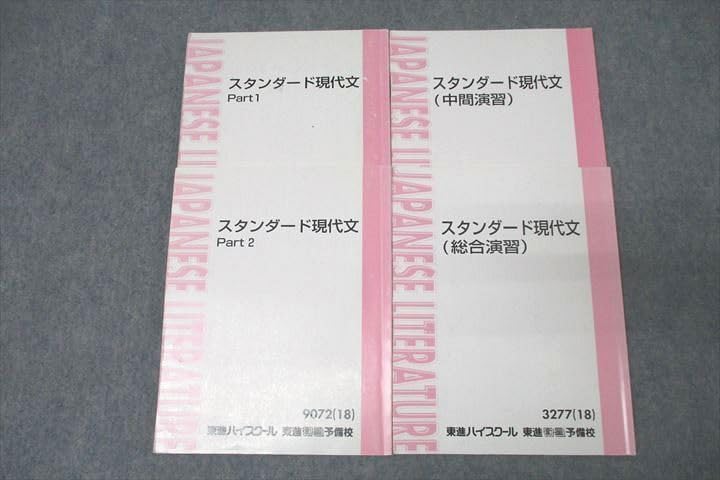 JAPANESE LI
スタンダード現代文
Part 1
JAPANESE LI
スタンダード現代文
(中間演習)
JAPANESE LITERATURE
スタンダード現代文
Part 2
9072(18)
東進ハイスクール 東進衛星予備校
JAPANESE LITERATURE
スタンダード現代文
(総合演習)
3277(18)
東進ハイスクール 東進衛星予備校